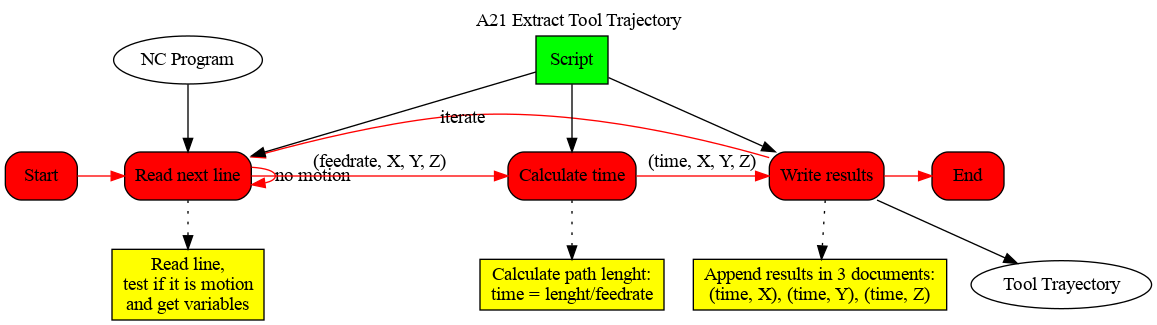 A21 Extract Tool Trajectory
NC Program
Script
iterate
Start
Read next line
no motion
(feedrate, X, Y, Z)
Calculate time
(time, X, Y, Z)
Write results
End
Read line,
test if it is motion
and get variables
Calculate path lenght:
time = lenght/feedrate
Append results in 3 documents:
(time, X), (time, Y), (time, Z)
Tool Trayectory